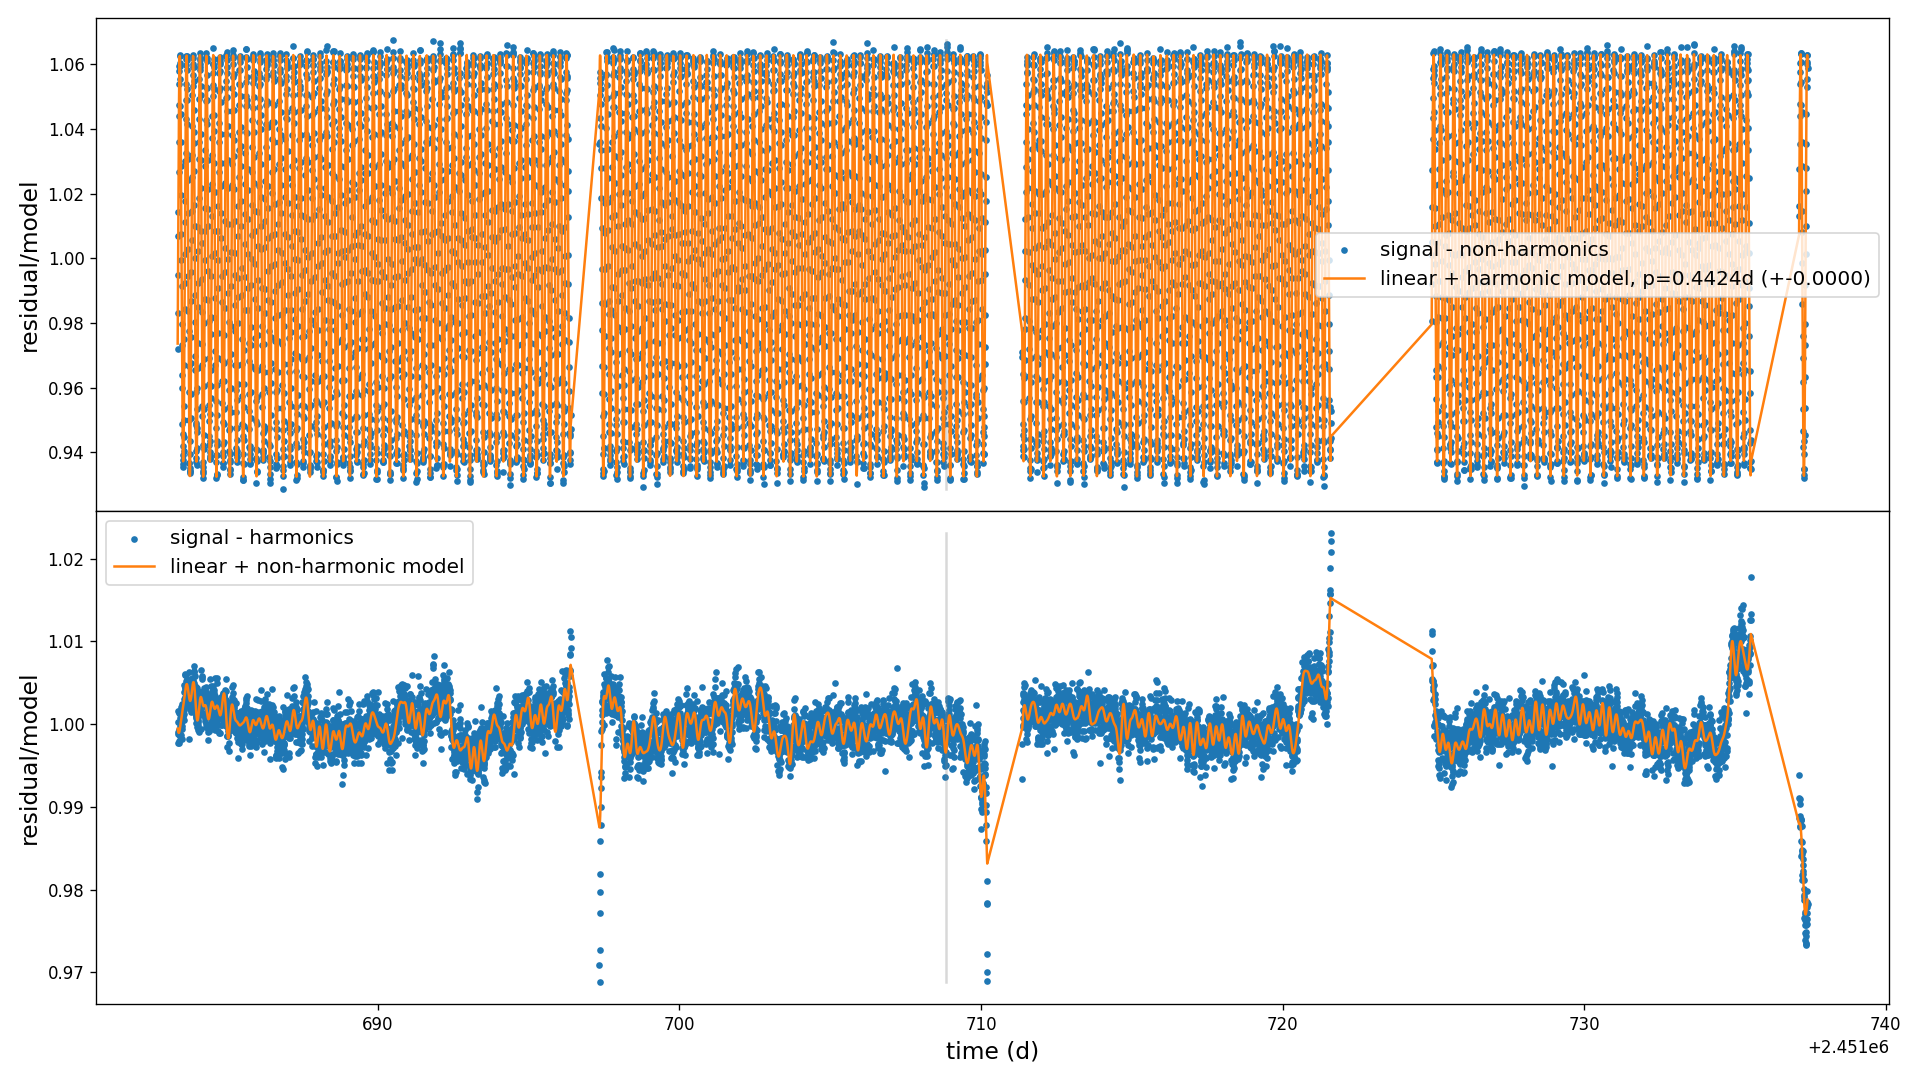 1.06
1.04
1.02
1.00
0.98
0.96
0.94
residual/model
signal - non-harmonics
linear + harmonic model, p=0.4424d (+-0.0000)
signal - harmonics
linear + non-harmonic model
1.02
1.01
1.00
0.99
0.98
0.97
residual/model
690
700
710
720
730
740
time (d)
+2.451e6